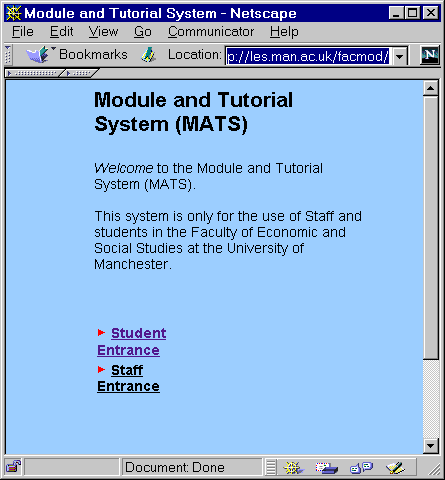 Module and Tutorial System - Netscape
File Edit View Go Communicator Help
Bookmarks Location: p://les.man.ac.uk/facmod/
N
Module and Tutorial
System (MATS)
Welcome to the Module and Tutorial
System (MATS).
This system is only for the use of Staff and
students in the Faculty of Economic and
Social Studies at the University of
Manchester.
Student
Entrance
Staff
Entrance
Document: Done